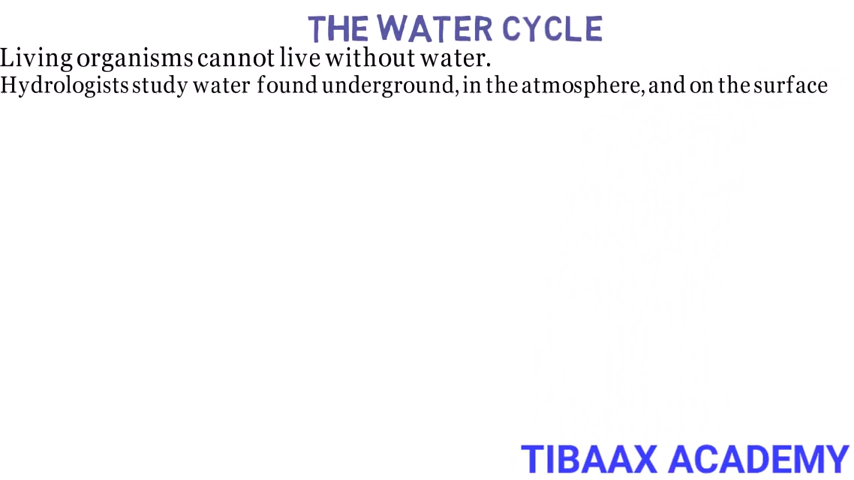 THE WATER CYCLE
Living organisms cannot live without water.
Hydrologists study water found underground, in the atmosphere, and on the surface
TIBAAX ACADEMY